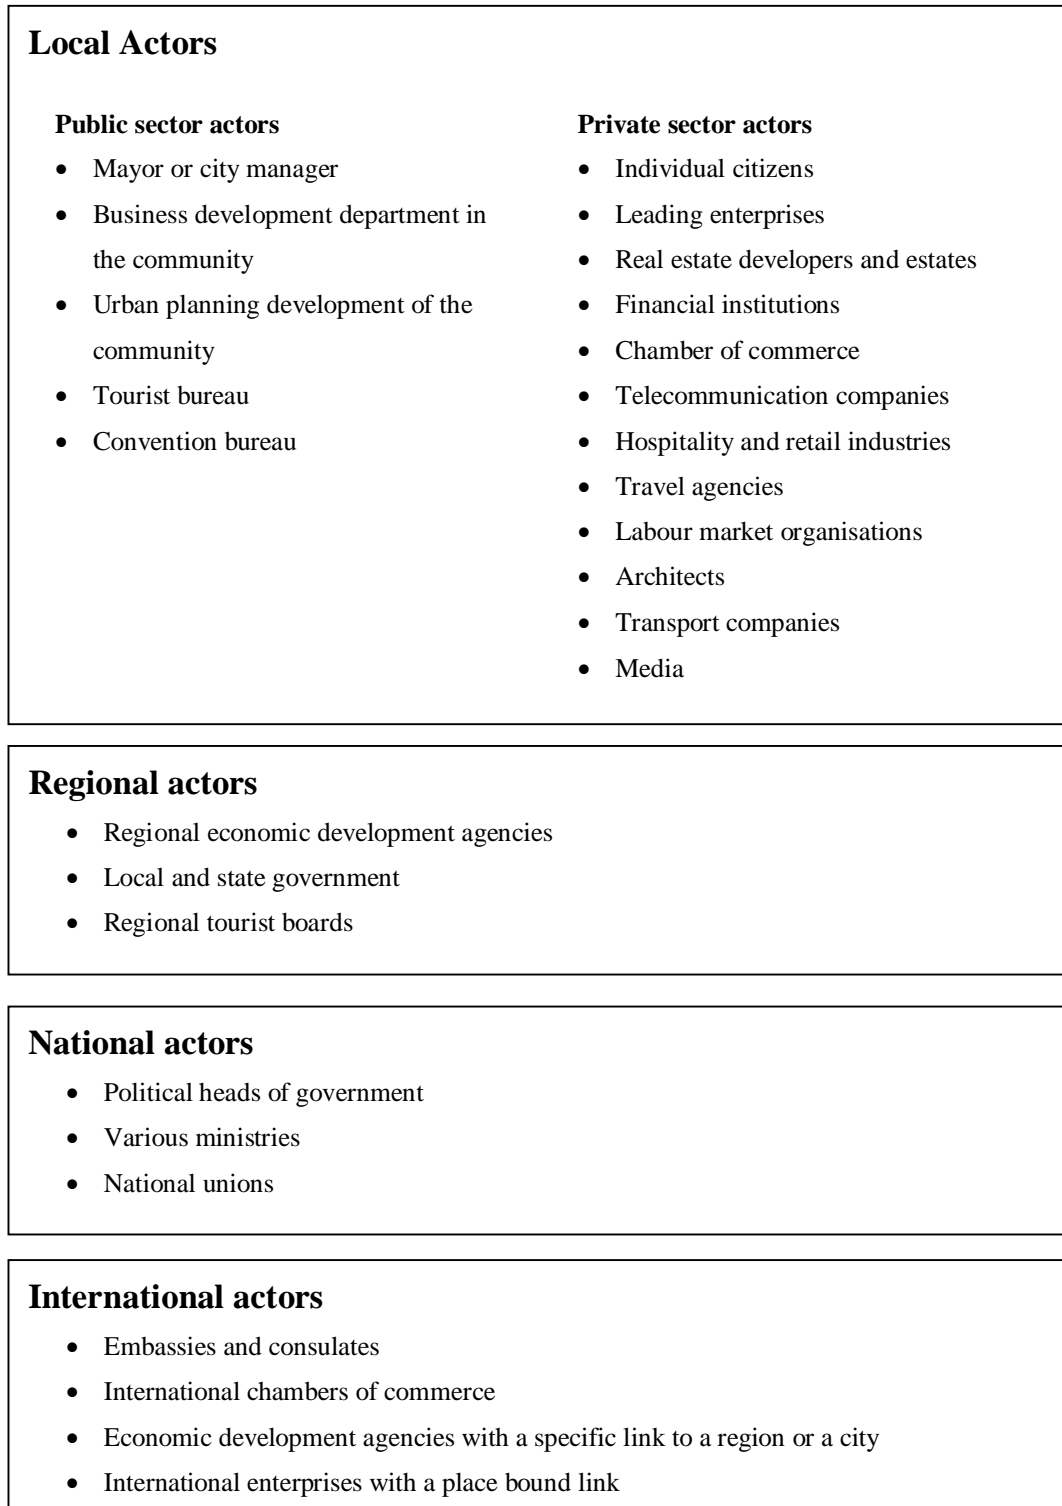 Local Actors
Public sector actors
• Mayor or city manager
• Business development department in
the community
• Urban planning development of the
community
• Tourist bureau
• Convention bureau
Private sector actors
• Individual citizens
• Leading enterprises
• Real estate developers and estates
• Financial institutions
• Chamber of commerce
• Telecommunication companies
• Hospitality and retail industries
• Travel agencies
• Labour market organisations
• Architects
• Transport companies
• Media
Regional actors
• Regional economic development agencies
• Local and state government
• Regional tourist boards
National actors
• Political heads of government
• Various ministries
• National unions
International actors
• Embassies and consulates
• International chambers of commerce
• Economic development agencies with a specific link to a region or a city
• International enterprises with a place bound link